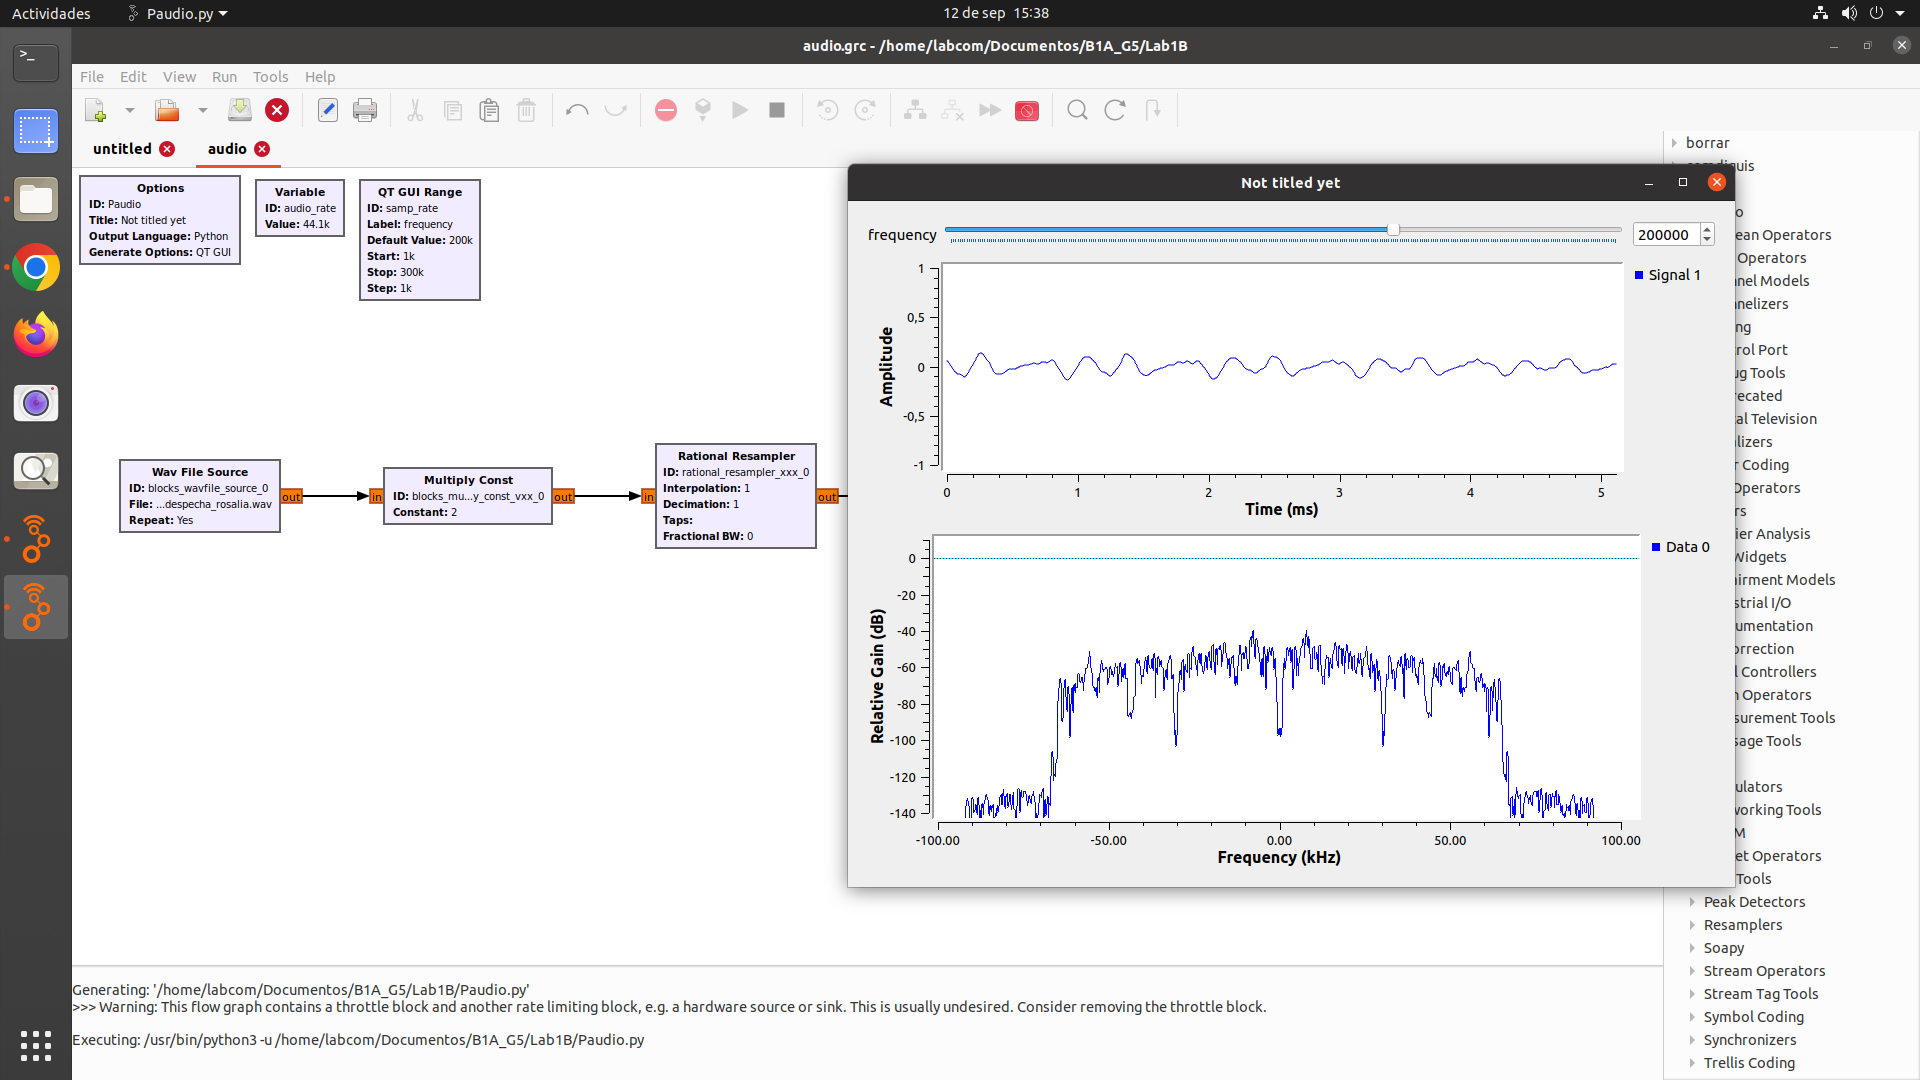 Actividades
Paudio.py
12 de sep 15:38
audio.grc - /home/labcom/Documentos/B1A_G5/Lab1B
File Edit View Run Tools Help
untitled
audio
Options
ID: Paudio
Title: Not titled yet
Output Language: Python
Generate Options: QT GUI
Variable
ID: audio_rate
Value: 44.1k
QT GUI Range
ID: samp_rate
Label: frequency
Default Value: 200k
Start: 1k
Stop: 300k
Step: 1k
Wav File Source
ID: blocks_wavfile_source_0
File: ...despecha_rosalia.wav
Repeat: Yes
out
in
Multiply Const
ID: blocks_mu...y_const_vxx_0
Constant: 2
out
in
Rational Resampler
ID: rational_resampler_xxx_0
Interpolation: 1
Decimation: 1
Taps:
Fractional BW: 0
out
Not titled yet
frequency
200000
Signal 1
Amplitude
1
0,5
0
-0,5
-1
0 1 2 3 4 5
Time (ms)
Data 0
Relative Gain (dB)
0
-20
-40
-60
-80
-100
-120
-140
-100.00 -50.00 0.00 50.00 100.00
Frequency (kHz)
borrar
ean Operators
Operators
nel Models
nelizers
ng
rol Port
ug Tools
recated
al Television
lizers
r Coding
Operators
rs
ier Analysis
Widgets
airment Models
strial I/O
umentation
orrection
l Controllers
n Operators
surement Tools
sage Tools
ulators
working Tools
M
et Operators
Tools
Peak Detectors
Resamplers
Soapy
Stream Operators
Stream Tag Tools
Symbol Coding
Synchronizers
Trellis Coding
Generating: '/home/labcom/Documentos/B1A_G5/Lab1B/Paudio.py'
>>> Warning: This flow graph contains a throttle block and another rate limiting block, e.g. a hardware source or sink. This is usually undesired. Consider removing the throttle block.
Executing: /usr/bin/python3 -u /home/labcom/Documentos/B1A_G5/Lab1B/Paudio.py